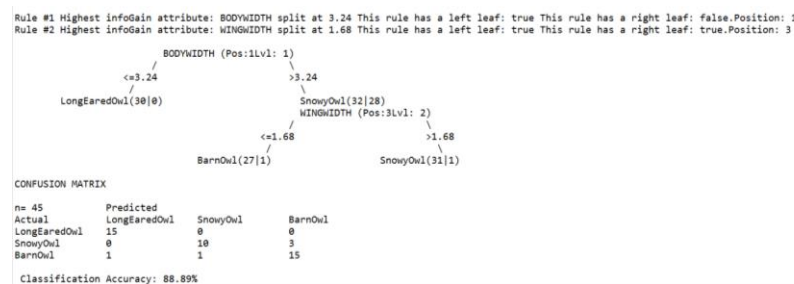 Rule #1 Highest infoGain attribute: BODYWIDTH split at 3.24 This rule has a left leaf: true This rule has a right leaf: false.Position: 1
Rule #2 Highest infoGain attribute: WINGWIDTH split at 1.68 This rule has a left leaf: true This rule has a right leaf: true.Position: 3
BODYWIDTH (Pos:1Lvl: 1)
/ \
<=3.24 >3.24
/ \
LongEaredOwl(30|0) SnowyOwl(32|28)
WINGWIDTH (Pos:3Lvl: 2)
/ \
<=1.68 >1.68
/ \
BarnOwl(27|1) SnowyOwl(31|1)
CONFUSION MATRIX
n= 45 Predicted
Actual LongEaredOwl SnowyOwl BarnOwl
LongEaredOwl 15 0 0
SnowyOwl 0 10 3
BarnOwl 1 1 15
Classification Accuracy: 88.89%